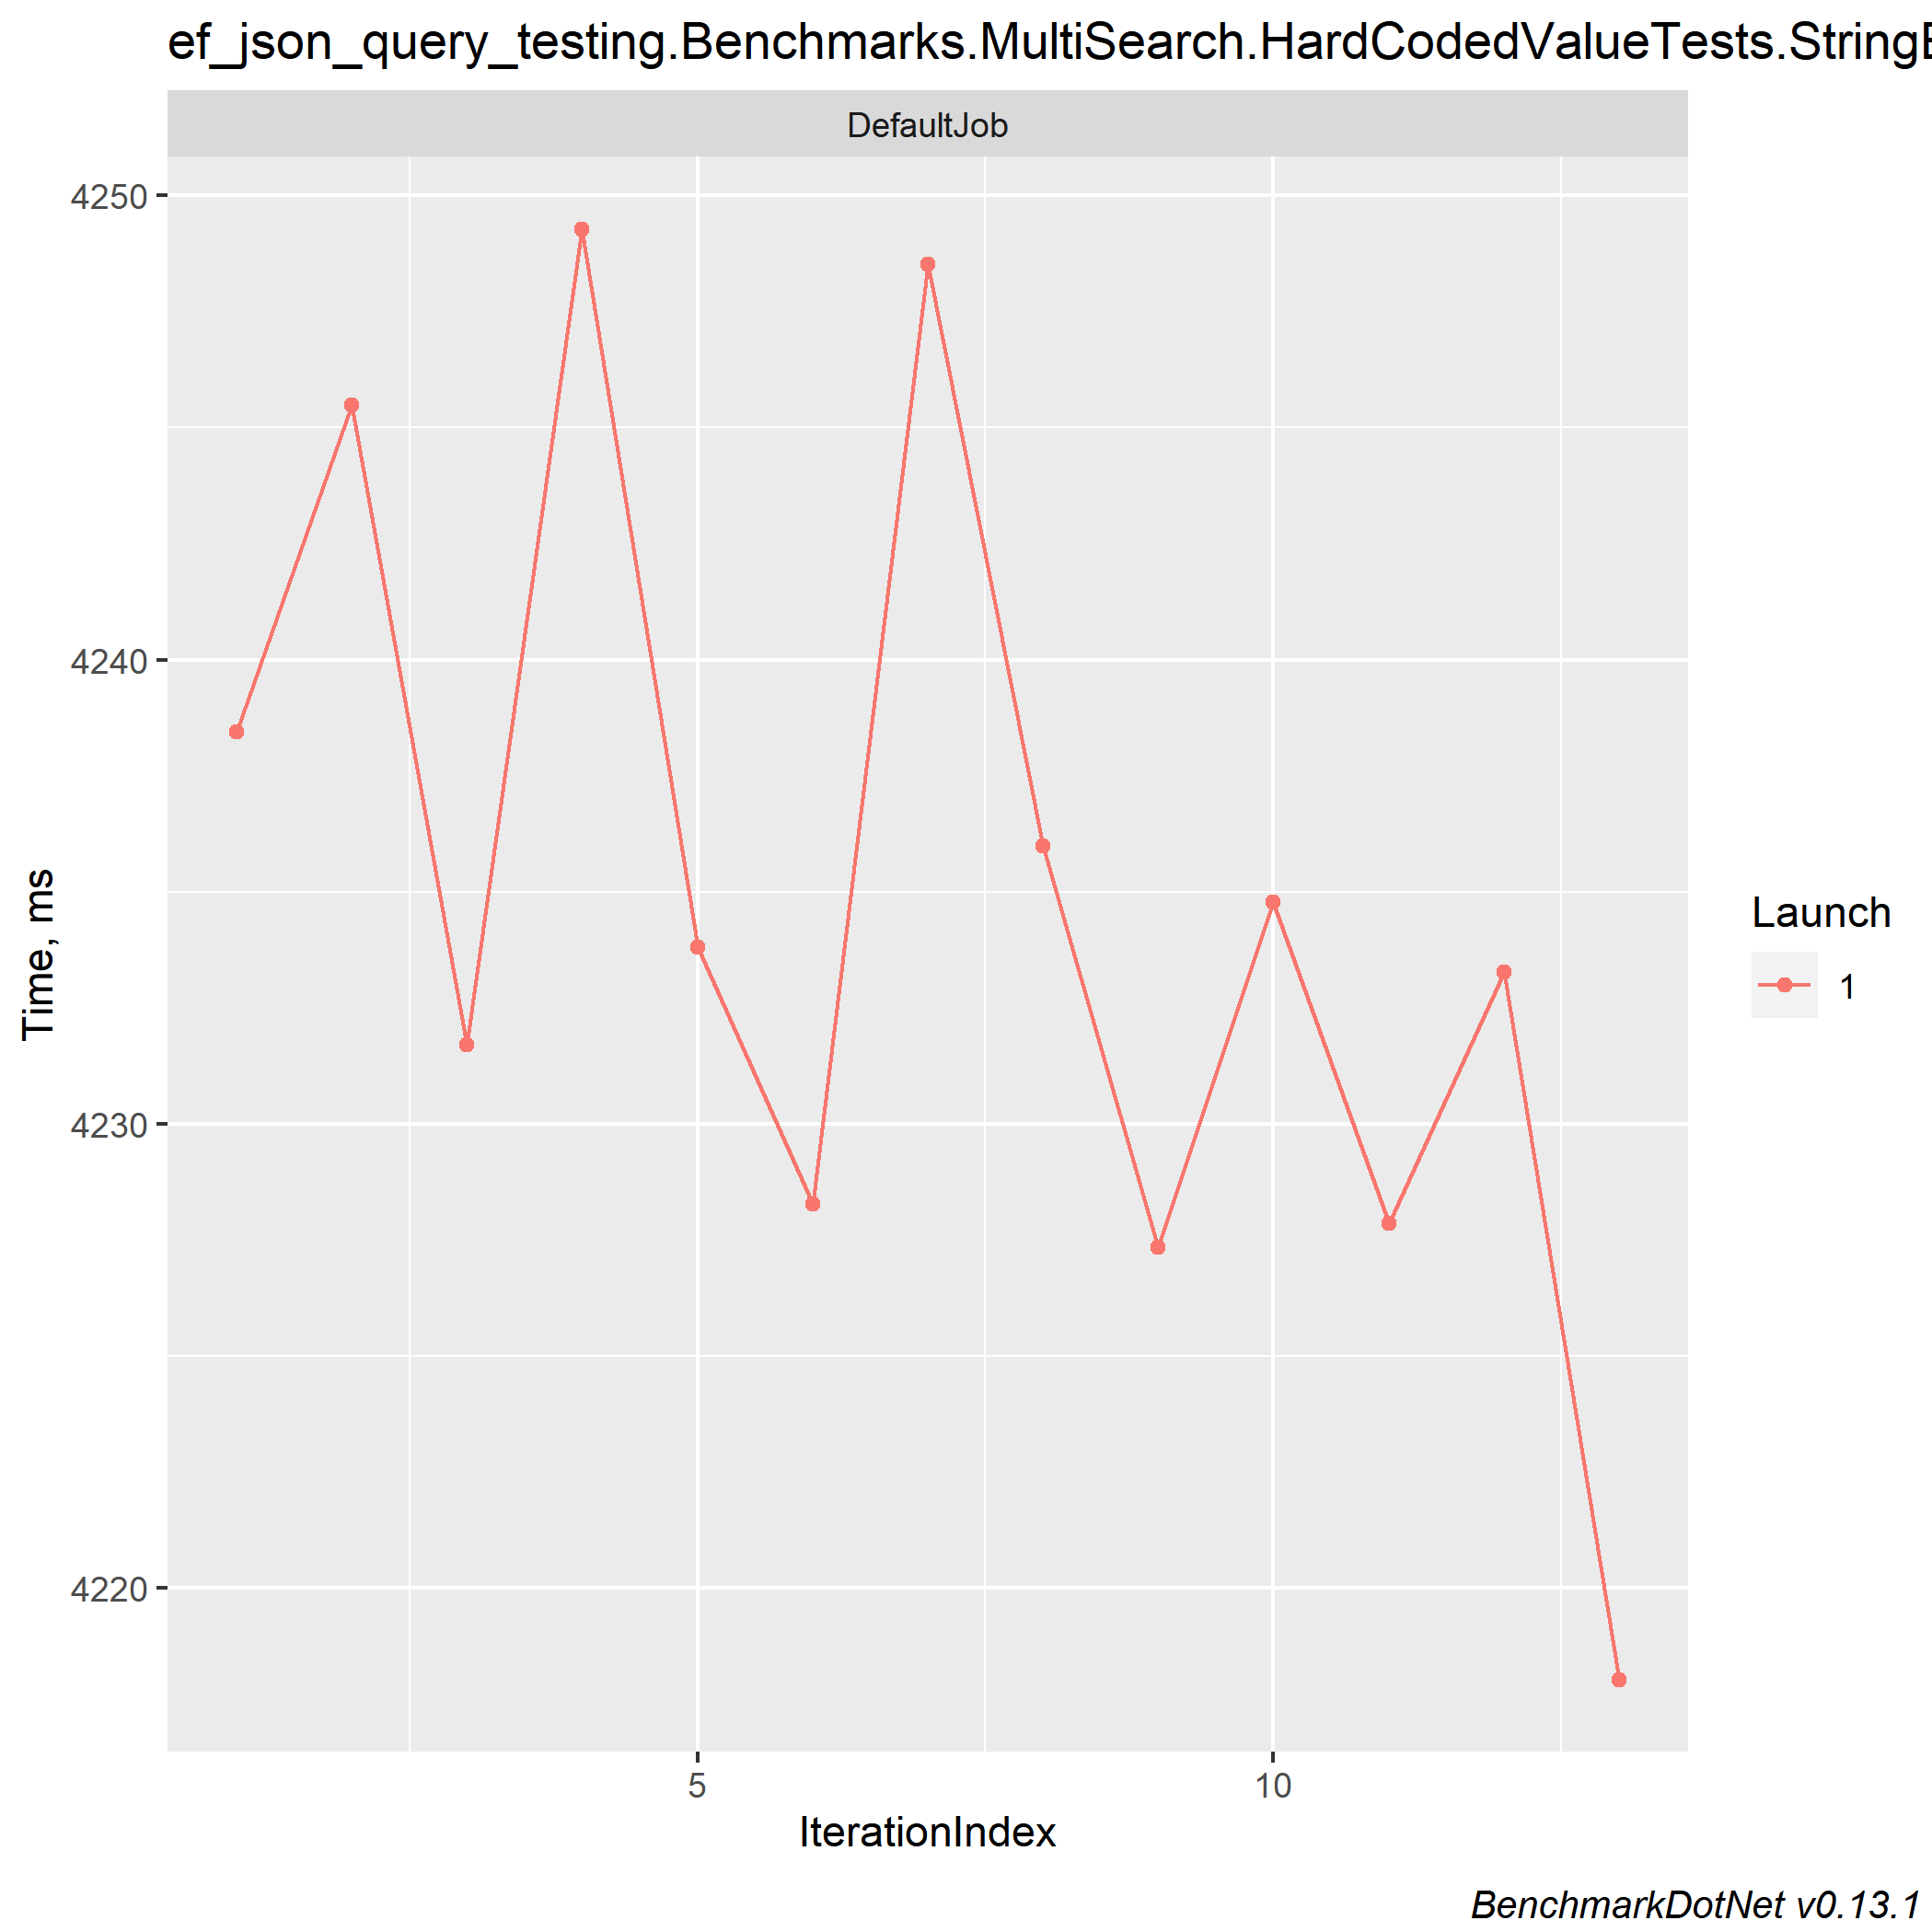 ef_json_query_testing.Benchmarks.MultiSearch.HardCodedValueTests.String
DefaultJob
4250
4240
4230
4220
Time, ms
5
10
IterationIndex
Launch
1
BenchmarkDotNet v0.13.1